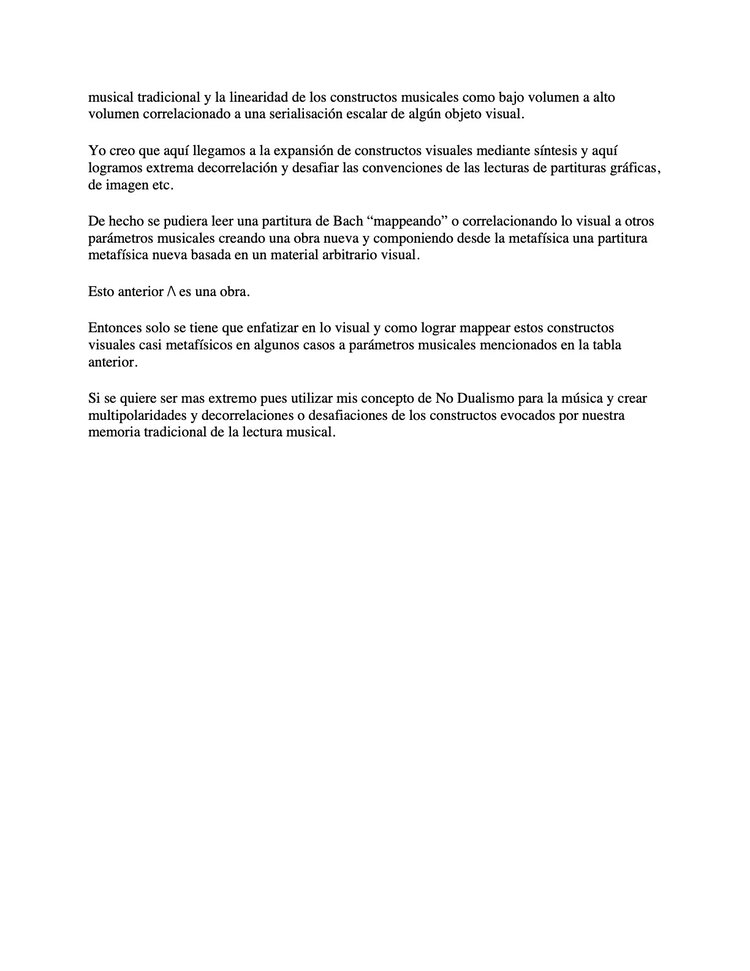 musical tradicional y la linearidad de los constructos musicales como bajo volumen a alto
volumen correlacionado a una serialisación escalar de algún objeto visual.
Yo creo que aquí llegamos a la expansión de constructos visuales mediante síntesis y aquí
logramos extrema decorrelación y desafiar las convenciones de las lecturas de partituras gráficas,
de imagen etc.
De hecho se pudiera leer una partitura de Bach “mappeando” o correlacionando lo visual a otros
parámetros musicales creando una obra nueva y componiendo desde la metafísica una partitura
metafísica nueva basada en un material arbitrario visual.
Esto anterior /\ es una obra.
Entonces solo se tiene que enfatizar en lo visual y como lograr mappear estos constructos
visuales casi metafísicos en algunos casos a parámetros musicales mencionados en la tabla
anterior.
Si se quiere ser mas extremo pues utilizar mis concepto de No Dualismo para la música y crear
multipolaridades y decorrelaciones o desafiaciones de los constructos evocados por nuestra
memoria tradicional de la lectura musical.